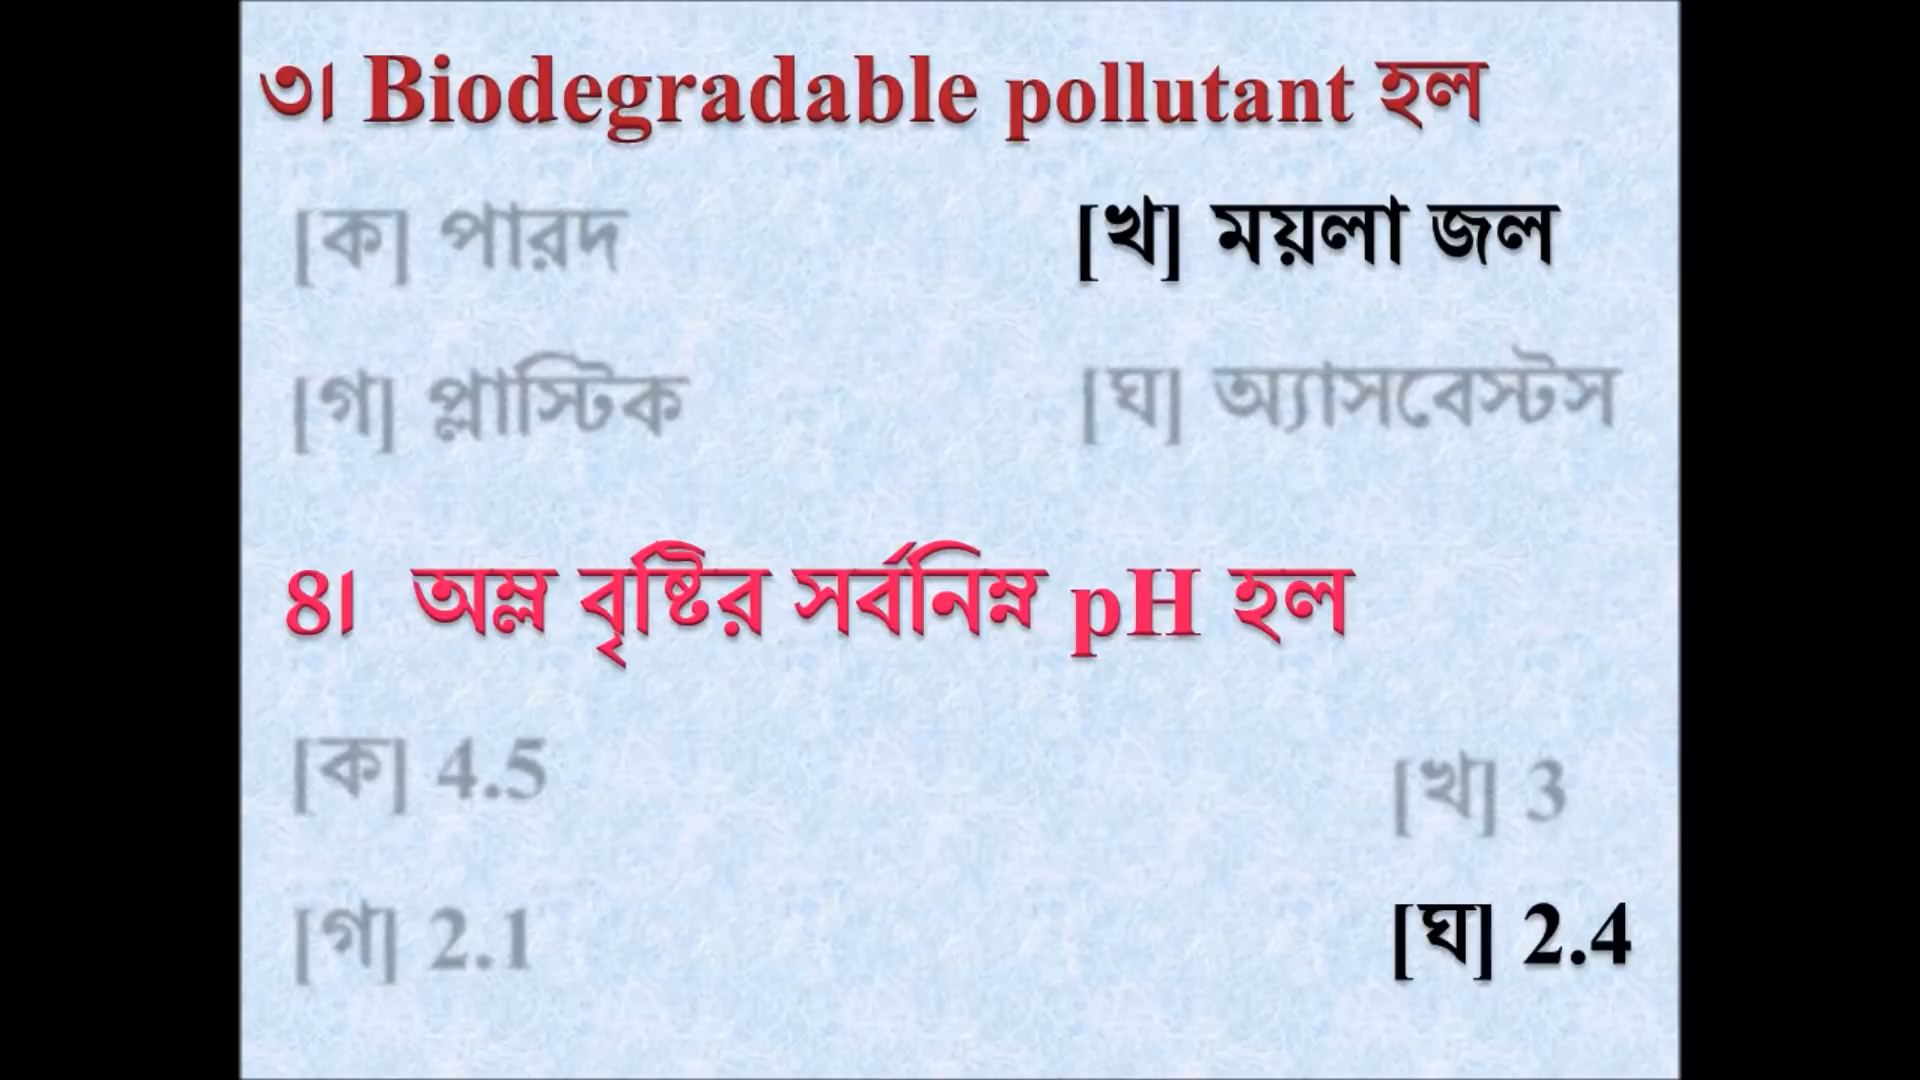 ৩। Biodegradable pollutant হল
[ক] পারদ [খ] ময়লা জল
[গ] প্লাস্টিক [ঘ] অ্যাসবেস্টস
৪। অম্ল বৃষ্টির সর্বনিম্ন pH হল
[ক] 4.5 [খ] 3
[গ] 2.1 [ঘ] 2.4